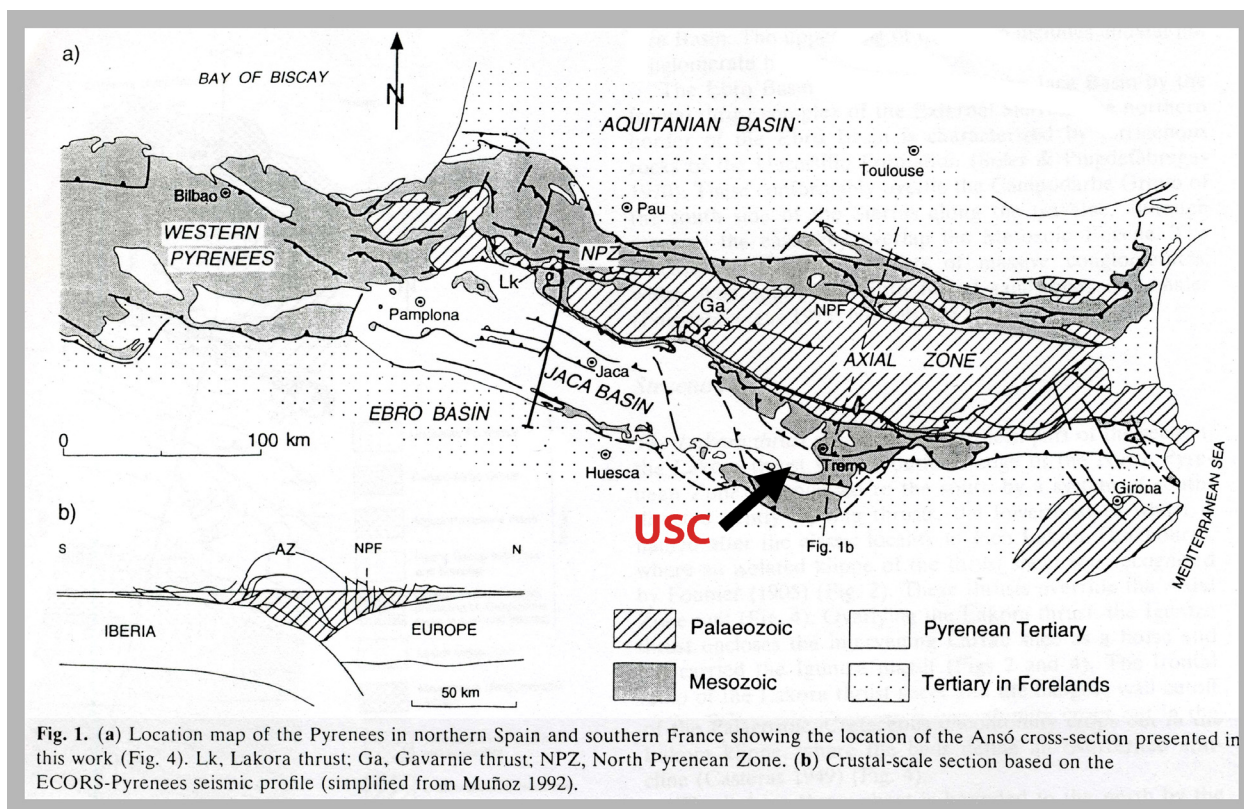 a)
BAY OF BISCAY
N
AQUITANIAN BASIN
Toulouse
Bilbao
Pau
WESTERN
PYRENEES
NPZ
Lk
Ga
NPF
Pamplona
AXIAL ZONE
Jaca
JACA BASIN
EBRO BASIN
0 100 km
Huesca
Tremp
Girona
USC
Fig. 1b
MEDITERRANEAN SEA
b)
S AZ NPF N
IBERIA EUROPE
50 km
Palaeozoic
Pyrenean Tertiary
Mesozoic
Tertiary in Forelands
Fig. 1. (a) Location map of the Pyrenees in northern Spain and southern France showing the location of the Ansó cross-section presented in
this work (Fig. 4). Lk, Lakora thrust; Ga, Gavarnie thrust; NPZ, North Pyrenean Zone. (b) Crustal-scale section based on the
ECORS-Pyrenees seismic profile (simplified from Muñoz 1992).